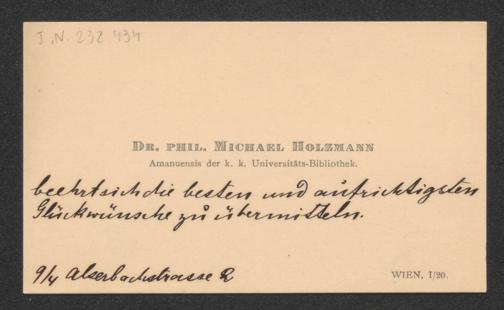 J.N. 232 434
DR. PHIL. MICHAEL HOLZMANN
Amanuensis der k. k. Universitäts-Bibliothek.
beehrt sich die besten und aufrichtigsten
Glückwünsche zu übermitteln.
9/4 Alserbachstrasse 2
WIEN, I/20.